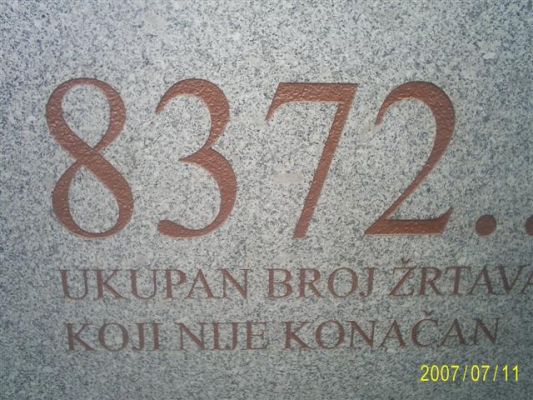 8372..
UKUPAN BROJ ŽRTAVA
KOJI NIJE KONAČAN
2007/07/11